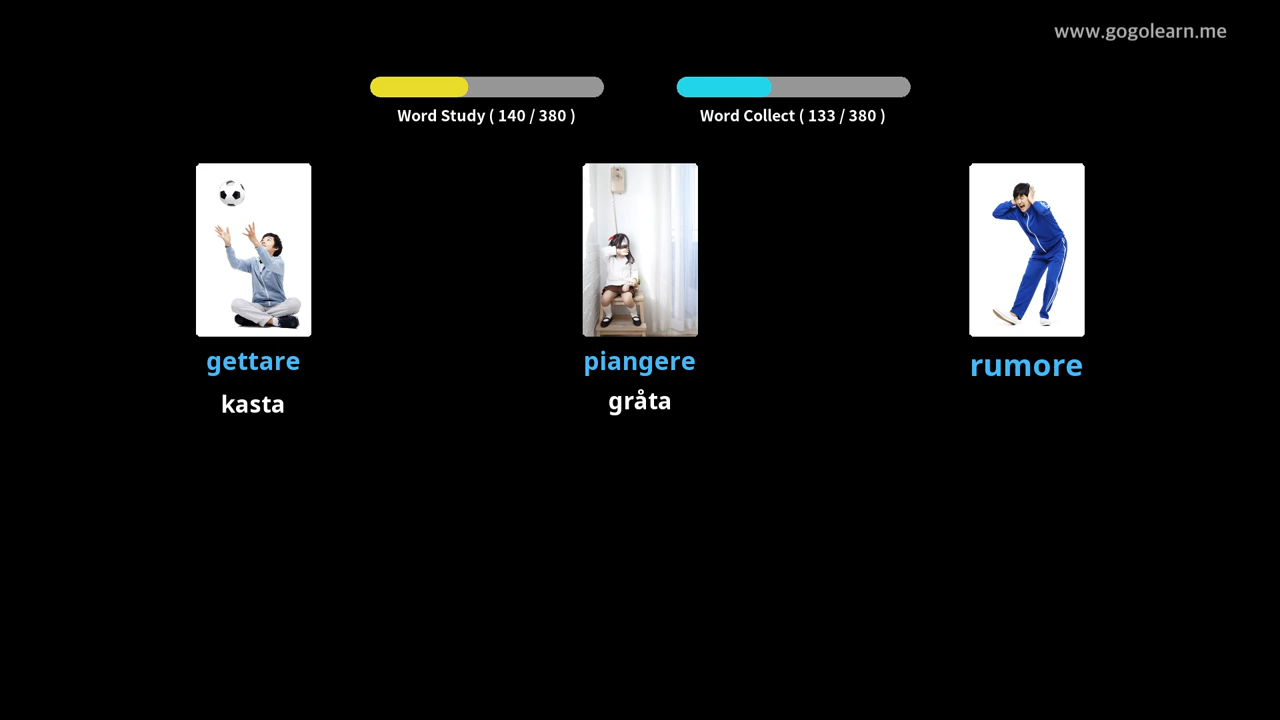 www.gogolearn.me
Word Study ( 140 / 380 )
Word Collect ( 133 / 380 )
gettare
piangere
rumore
kasta
gråta